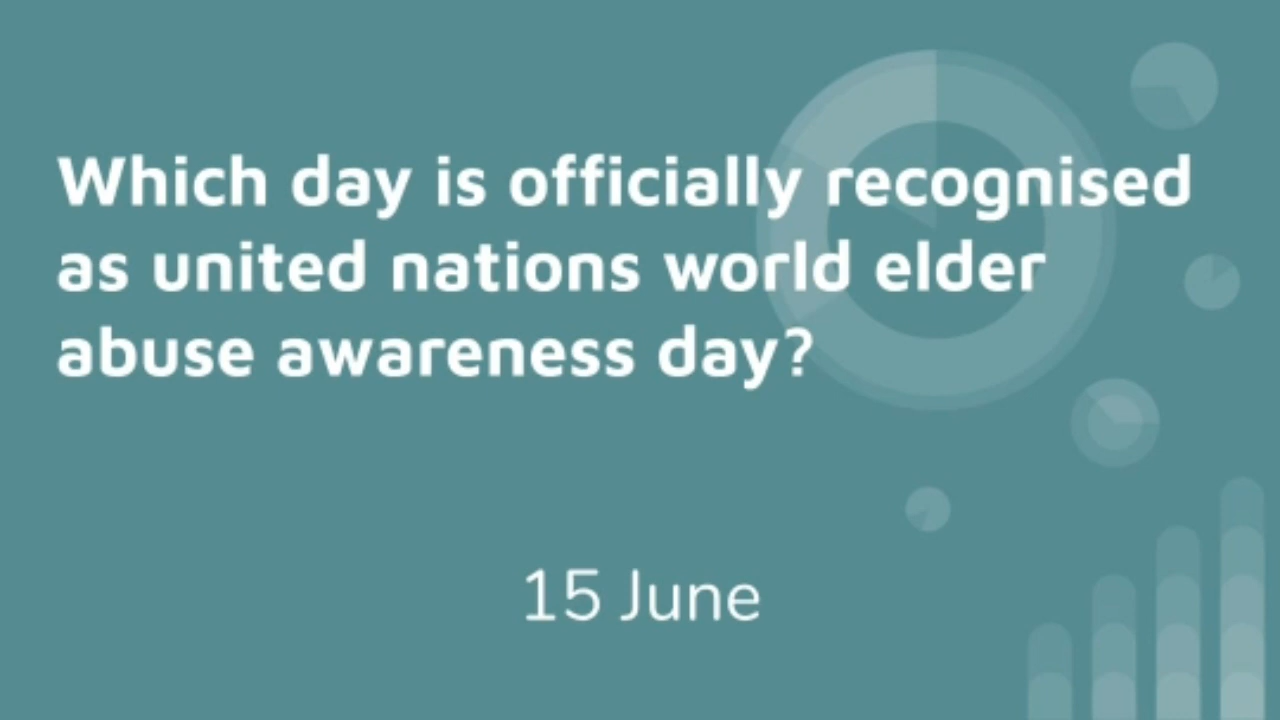 Which day is officially recognised
as united nations world elder
abuse awareness day?
15 June